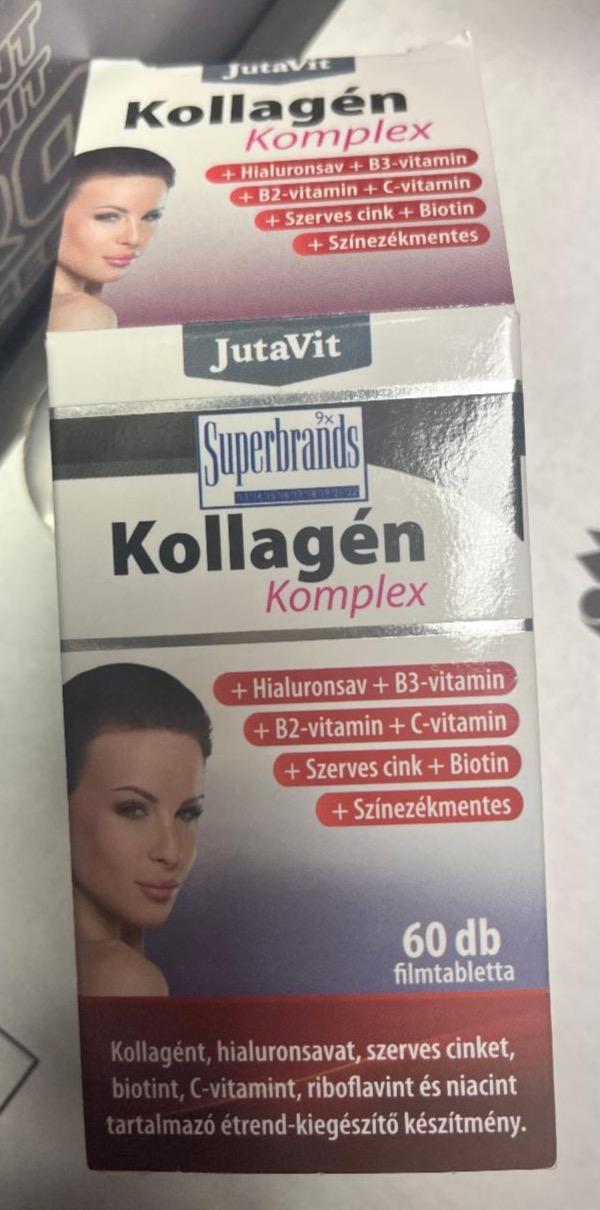 JutaVit
Kollagén
Komplex
+ Hialuronsav + B3-vitamin
+ B2-vitamin + C-vitamin
+ Szerves cink + Biotin
+ Színezékmentes
JutaVit
9x
Superbrands
Kollagén
Komplex
+ Hialuronsav + B3-vitamin
+ B2-vitamin + C-vitamin
+ Szerves cink + Biotin
+ Színezékmentes
60 db
filmtabletta
Kollagént, hialuronsavat, szerves cinket,
biotint, C-vitamint, riboflavint és niacint
tartalmazó étrend-kiegészítő készítmény.